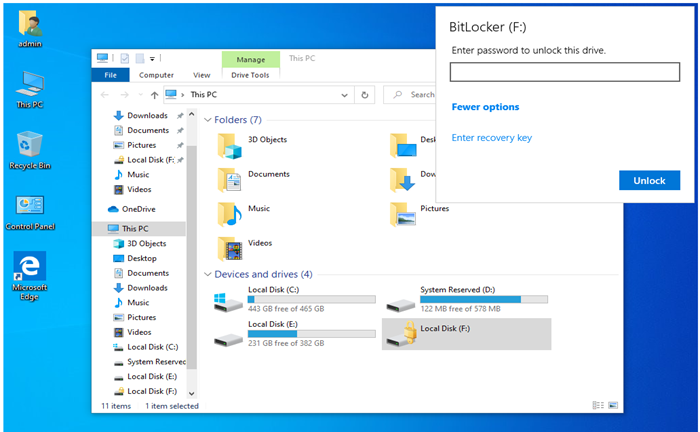 admin
This PC
Recycle Bin
Control Panel
Microsoft
Edge
Manage
This PC
File
Computer
View
Drive Tools
This PC
Search
Downloads
Documents
Pictures
Local Disk (F:)
Music
Videos
OneDrive
This PC
3D Objects
Desktop
Documents
Downloads
Music
Pictures
Videos
Local Disk (C:)
System Reserved
Local Disk (E:)
Local Disk (F:)
Folders (7)
3D Objects
Desk
Documents
Dow
Music
Pictures
Videos
Devices and drives (4)
Local Disk (C:)
443 GB free of 465 GB
System Reserved (D:)
122 MB free of 578 MB
Local Disk (E:)
231 GB free of 382 GB
Local Disk (F:)
11 items
1 item selected
BitLocker (F:)
Enter password to unlock this drive.
Fewer options
Enter recovery key
Unlock